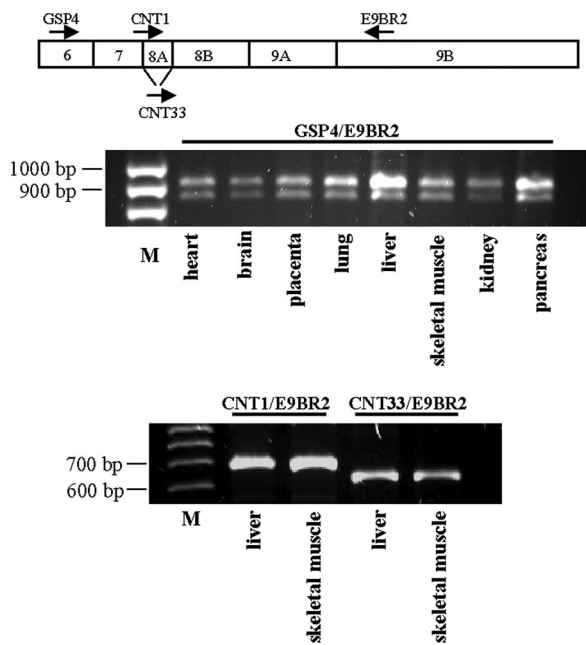 GSP4 CNT1 E9BR2
6 7 8A 8B 9A 9B
CNT33
GSP4/E9BR2
1000 bp
900 bp
M heart brain placenta lung liver skeletal muscle kidney pancreas
CNT1/E9BR2 CNT33/E9BR2
700 bp
600 bp
M liver skeletal muscle liver skeletal muscle